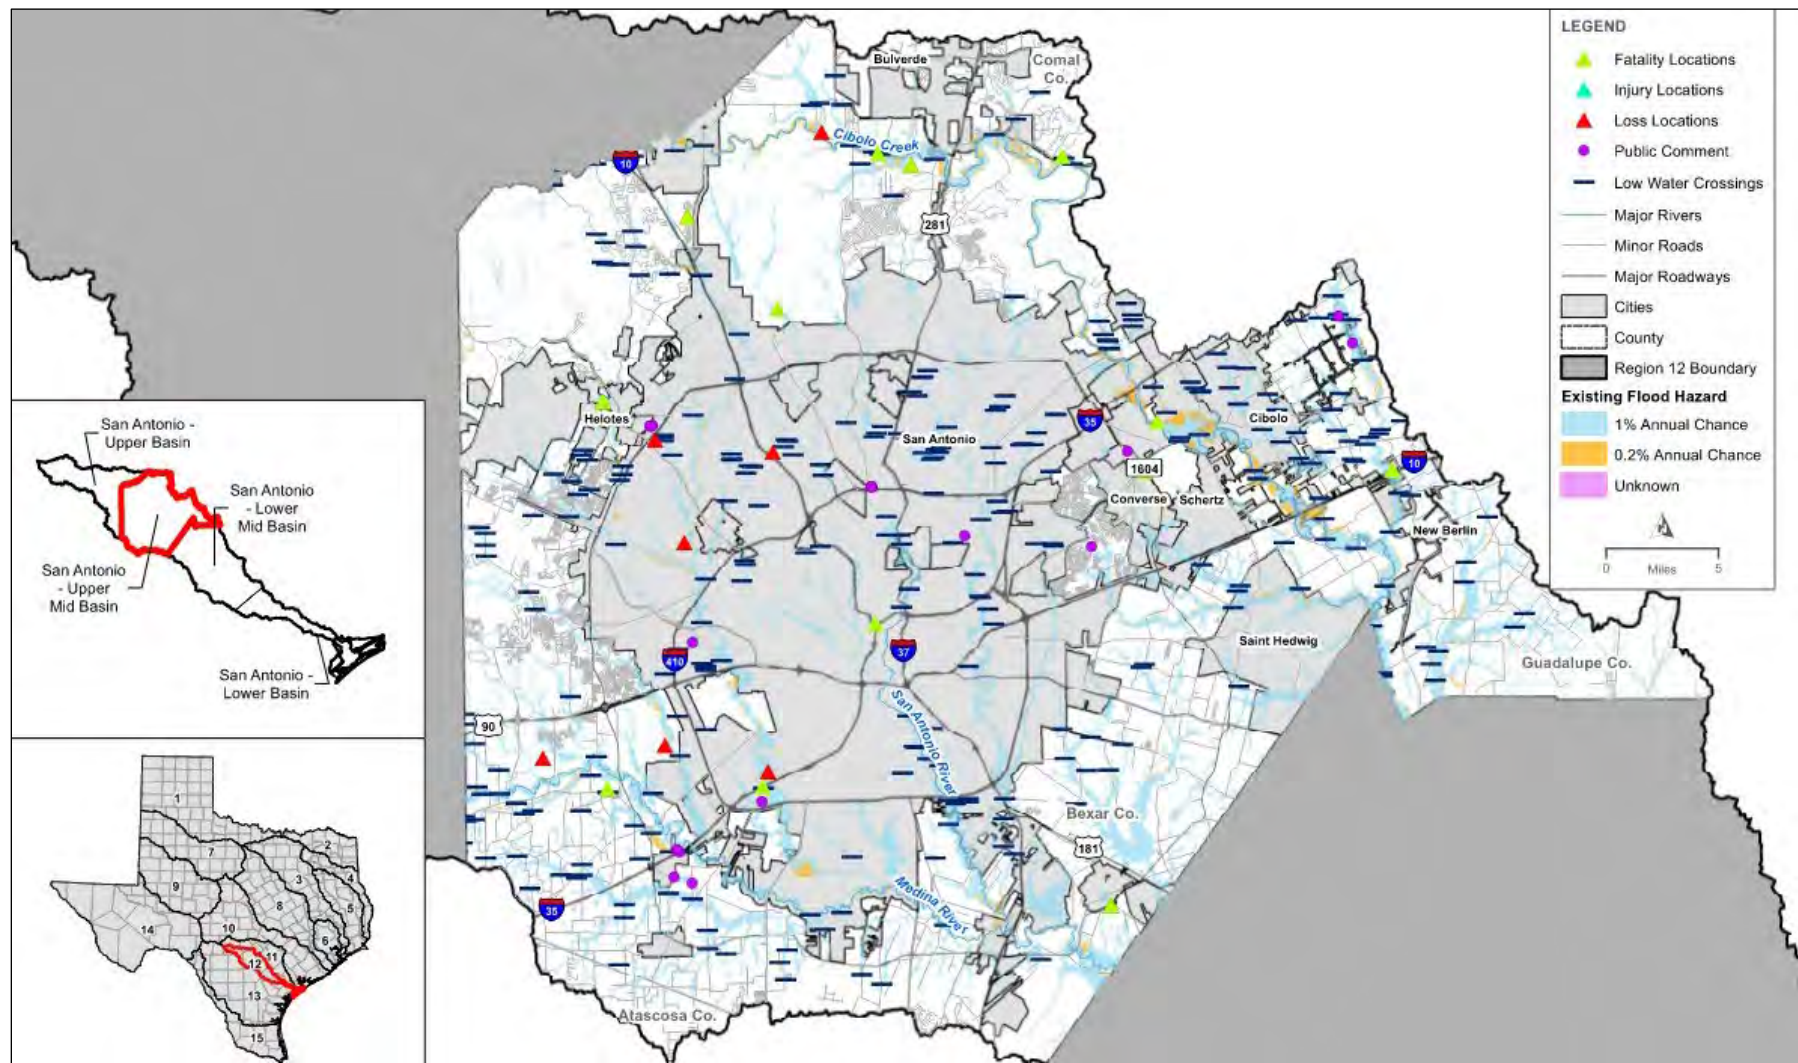 Bulverde
Comal
Co.
Cibolo Creek
10
281
Helotes
San Antonio
35
Cibolo
1604
10
Converse
Schertz
New Berlin
Saint Hedwig
Guadalupe Co.
410
37
90
San Antonio River
Bexar Co.
181
Medina River
35
Atascosa Co.
LEGEND
Fatality Locations
Injury Locations
Loss Locations
Public Comment
Low Water Crossings
Major Rivers
Minor Roads
Major Roadways
Cities
County
Region 12 Boundary
Existing Flood Hazard
1% Annual Chance
0.2% Annual Chance
Unknown
0 Miles 5
San Antonio -
Upper Basin
San Antonio
- Lower
Mid Basin
San Antonio
- Upper
Mid Basin
San Antonio -
Lower Basin
1
2
7
3
4
9
8
5
14
10
6
11
12
13
15